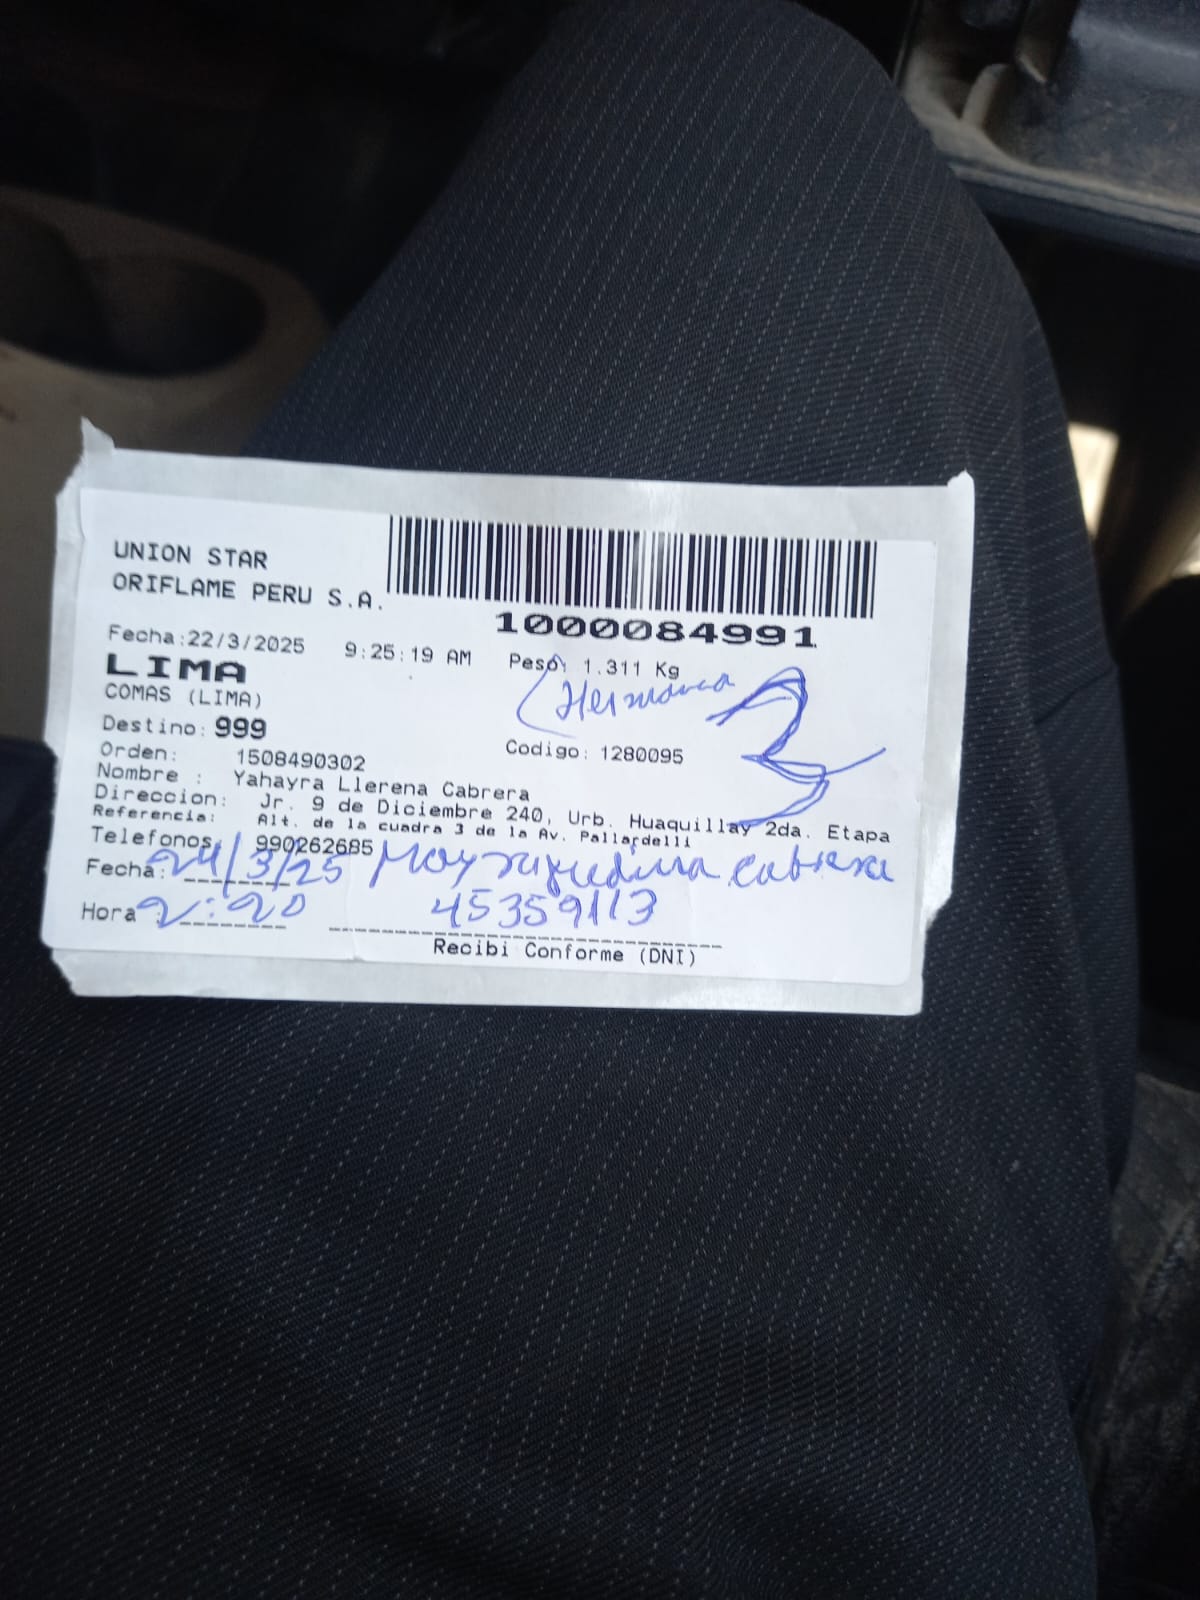 UNION STAR
ORIFLAME PERU S.A.
1000084991
Fecha:22/3/2025 9:25:19 AM Peso: 1.311 Kg
LIMA
(Hermana
COMAS (LIMA)
Destino: 999
Codigo: 1280095
Orden: 1508490302
Nombre : Yahayra Llerena Cabrera
Direccion: Jr. 9 de Diciembre 240, Urb. Huaquillay 2da. Etapa
Referencia: Alt. de la cuadra 3 de la Av. Pallardelli
Telefonos: 990262685
Fecha: 24/3/25 cabrera
Hora : 2:20 45359113
Recibi Conforme (DNI)